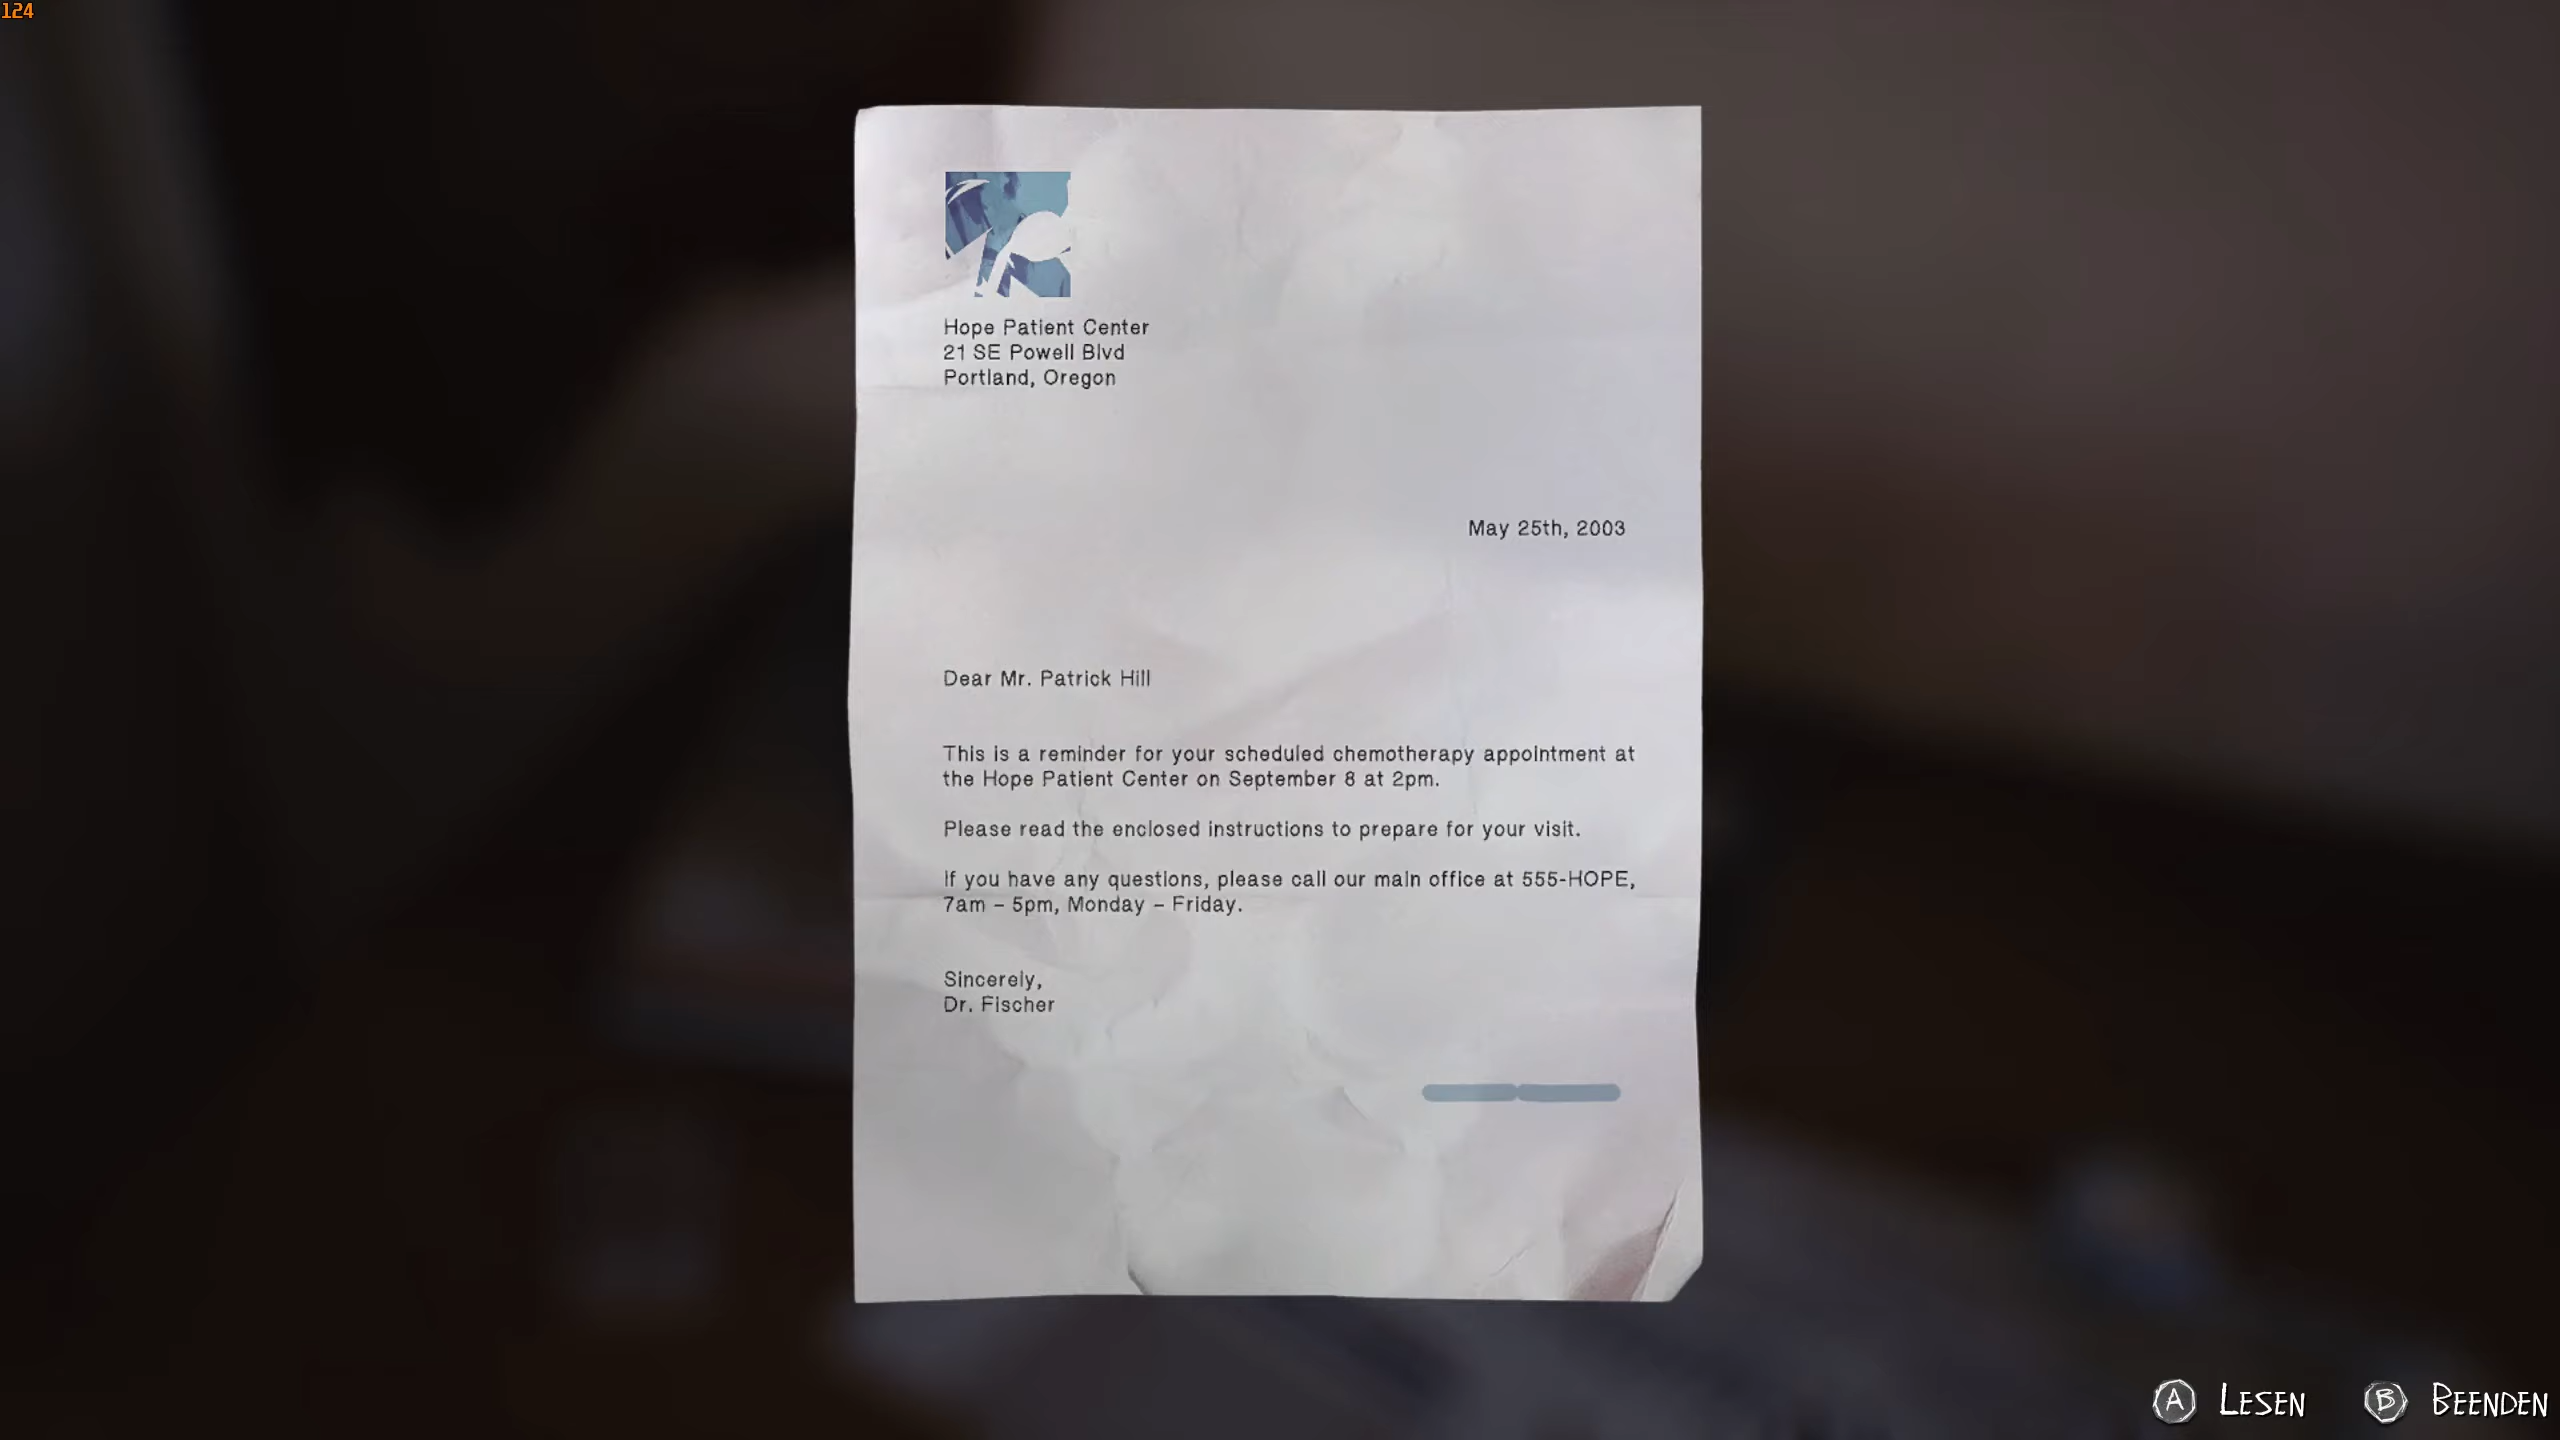 124
Hope Patient Center
21 SE Powell Blvd
Portland, Oregon
May 25th, 2003
Dear Mr. Patrick Hill
This is a reminder for your scheduled chemotherapy appointment at
the Hope Patient Center on September 8 at 2pm.
Please read the enclosed instructions to prepare for your visit.
If you have any questions, please call our main office at 555-HOPE,
7am – 5pm, Monday – Friday.
Sincerely,
Dr. Fischer
A LESEN B BEENDEN